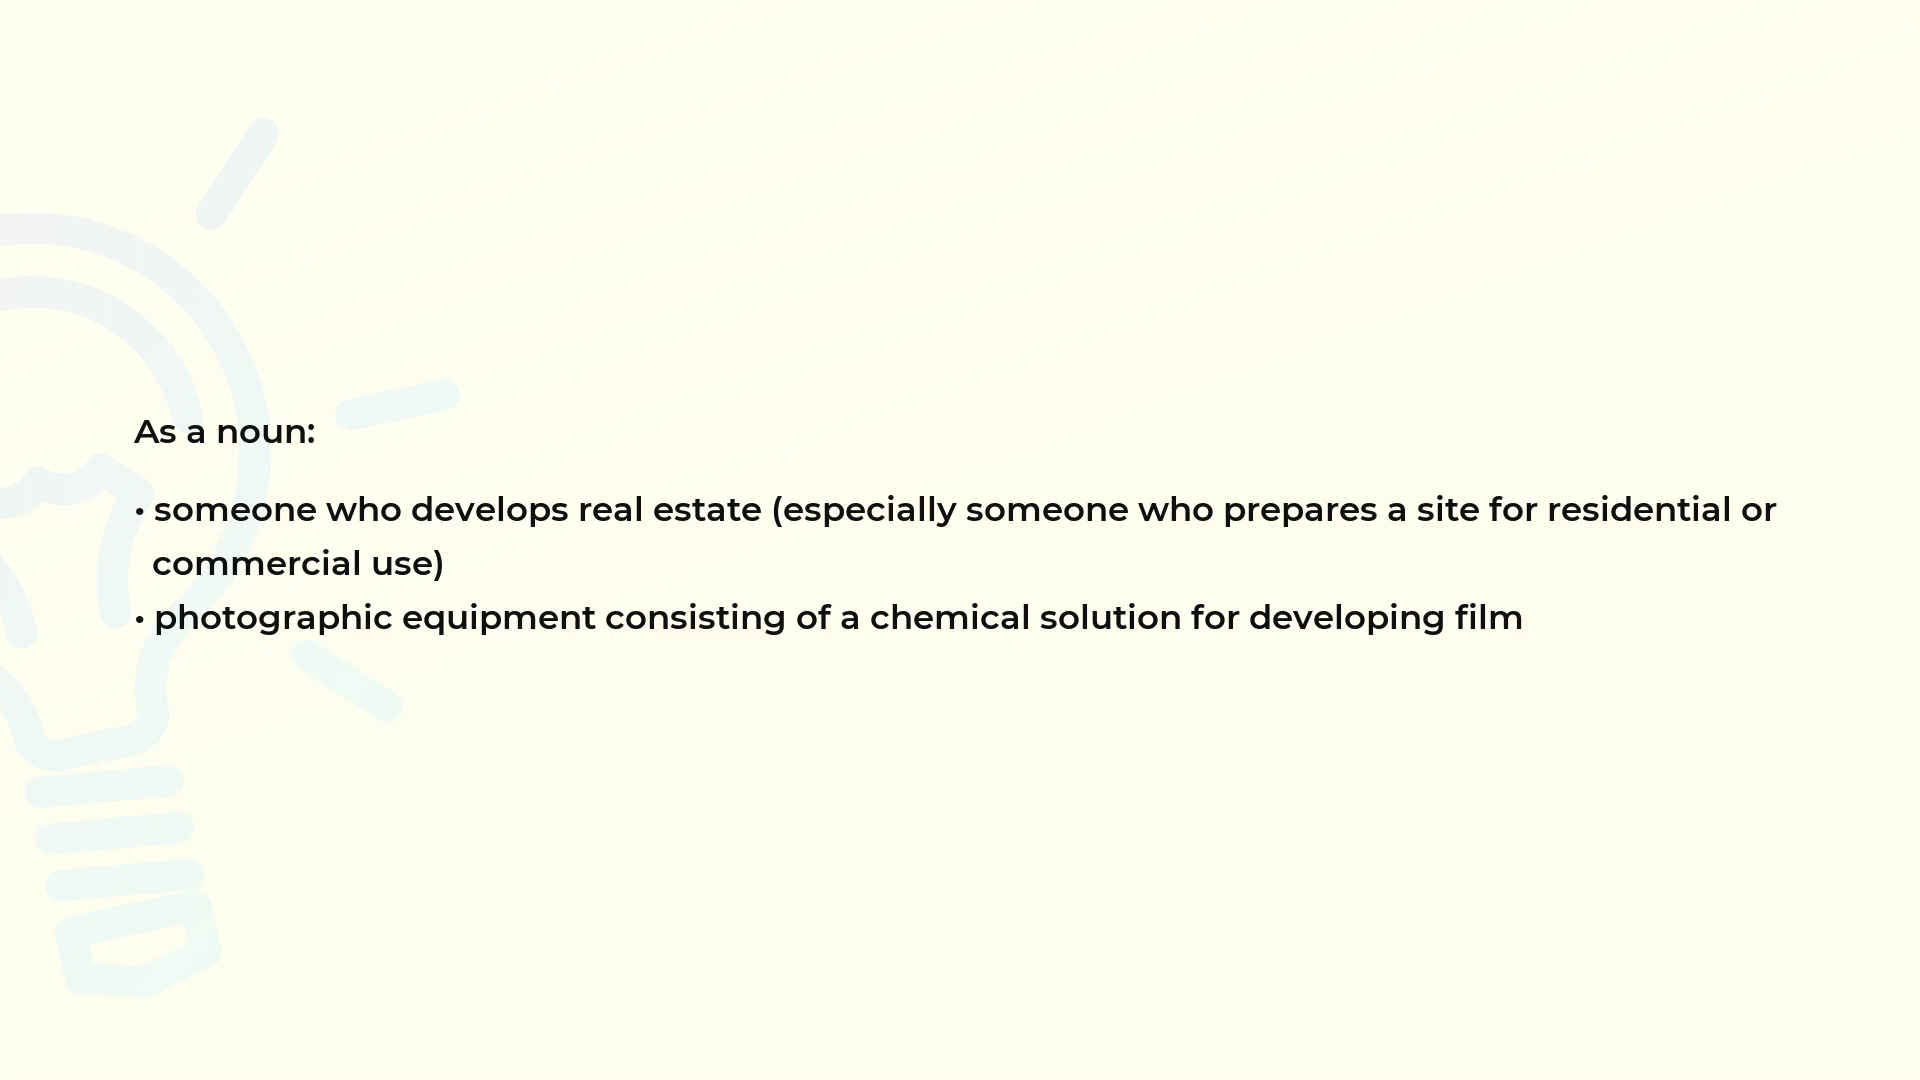 As a noun:
• someone who develops real estate (especially someone who prepares a site for residential or
commercial use)
• photographic equipment consisting of a chemical solution for developing film